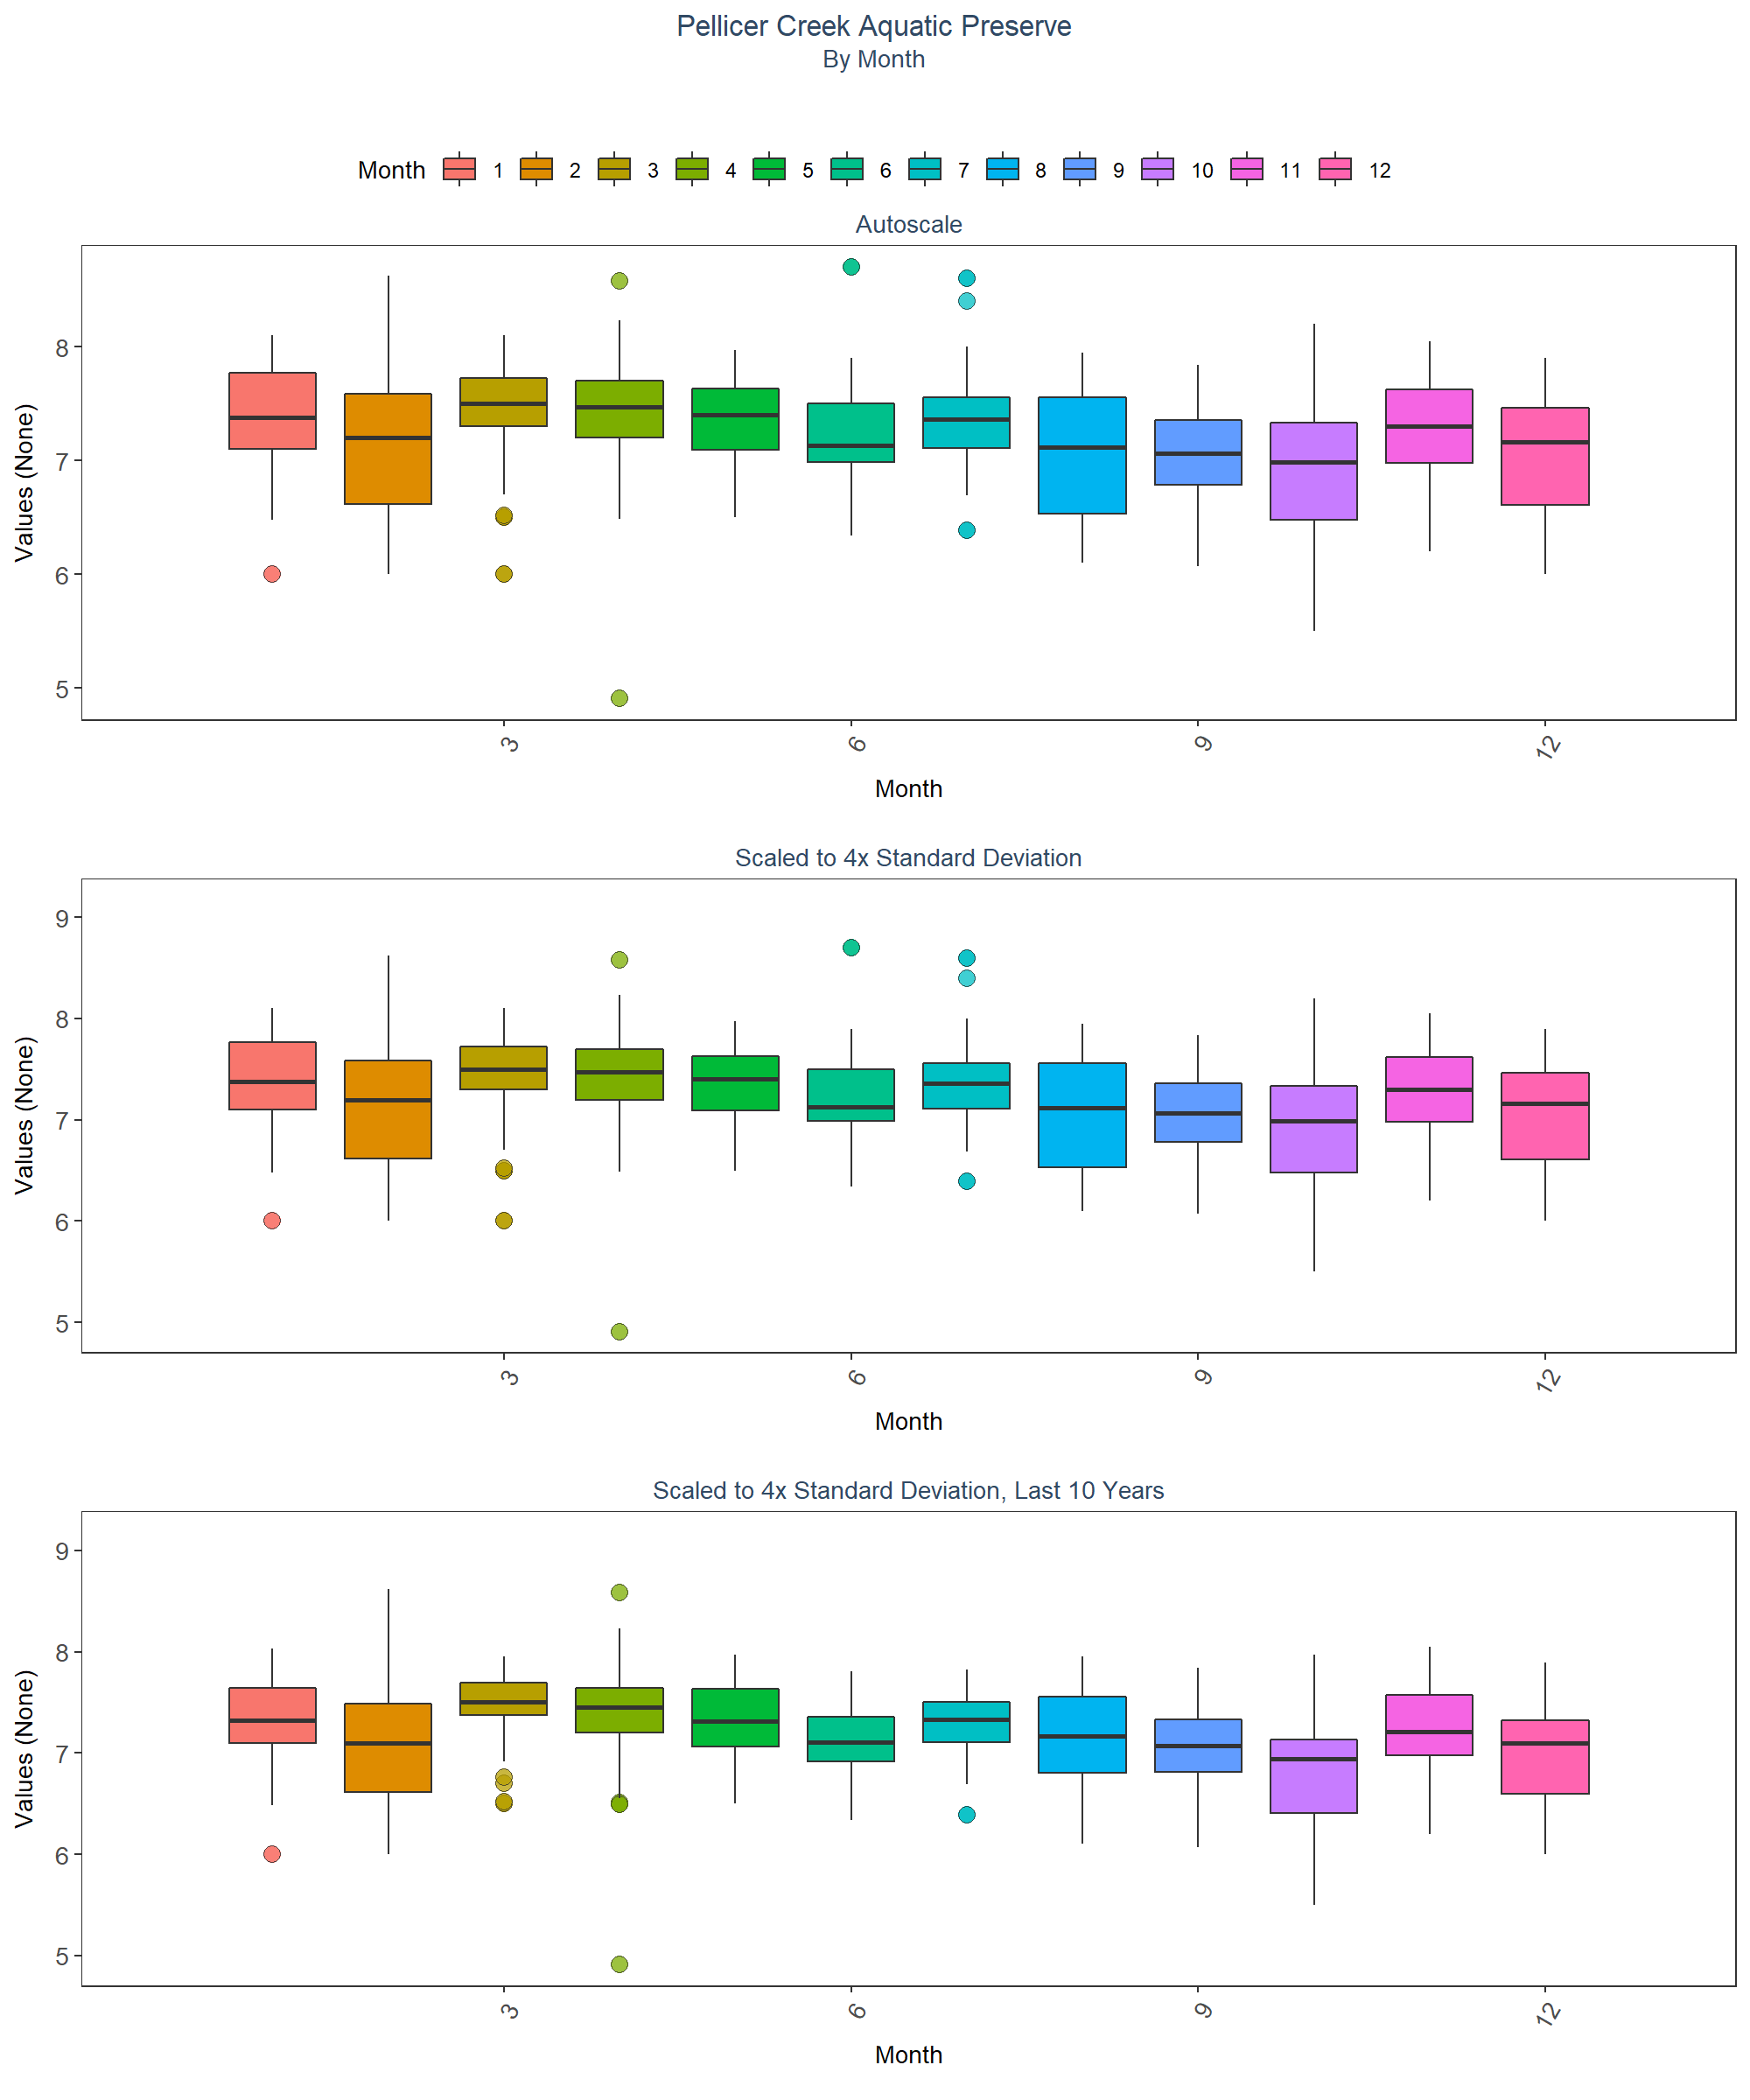 Pellicer Creek Aquatic Preserve
By Month
Month 1 2 3 4 5 6 7 8 9 10 11 12
Autoscale
Values (None)
8
7
6
5
3 6 9 12
Month
Scaled to 4x Standard Deviation
Values (None)
9
8
7
6
5
3 6 9 12
Month
Scaled to 4x Standard Deviation, Last 10 Years
Values (None)
9
8
7
6
5
3 6 9 12
Month